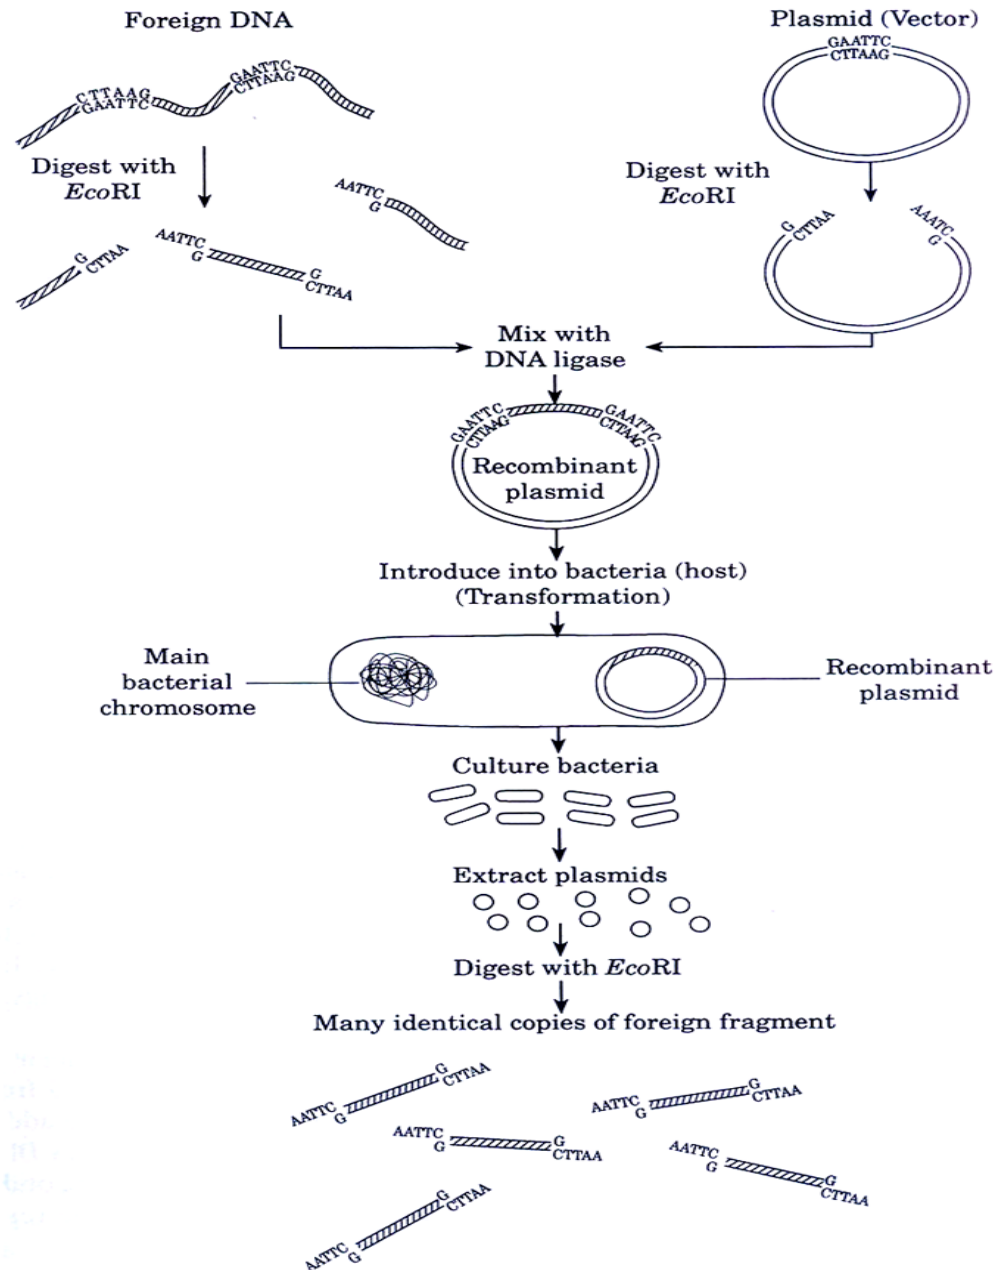 Foreign DNA
Plasmid (Vector)
GAATTC
CTTAAG
CTTAAG
GAATTC
GAATTC
CTTAAG
Digest with
EcoRI
Digest with
EcoRI
AATTC
G
G
CTTAA
AATTC
G
G
CTTAA
G
CTTAA
AAATC
G
Mix with
DNA ligase
GAATTC
CTTAAG
GAATTC
CTTAAG
Recombinant
plasmid
Introduce into bacteria (host)
(Transformation)
Main
bacterial
chromosome
Recombinant
plasmid
Culture bacteria
Extract plasmids
Digest with EcoRI
Many identical copies of foreign fragment
AATTC
G
G
CTTAA
AATTC
G
G
CTTAA
AATTC
G
G
CTTAA
AATTC
G
G
CTTAA
AATTC
G
G
CTTAA